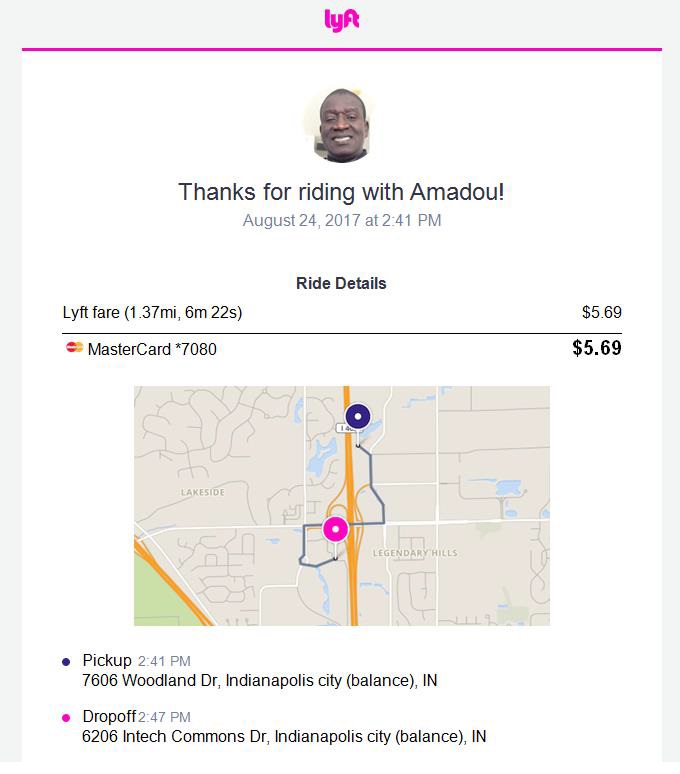 lyft
Thanks for riding with Amadou!
August 24, 2017 at 2:41 PM
Ride Details
Lyft fare (1.37mi, 6m 22s) $5.69
MasterCard *7080 $5.69
LAKESIDE
LEGENDARY HILLS
Pickup 2:41 PM
7606 Woodland Dr, Indianapolis city (balance), IN
Dropoff 2:47 PM
6206 Intech Commons Dr, Indianapolis city (balance), IN